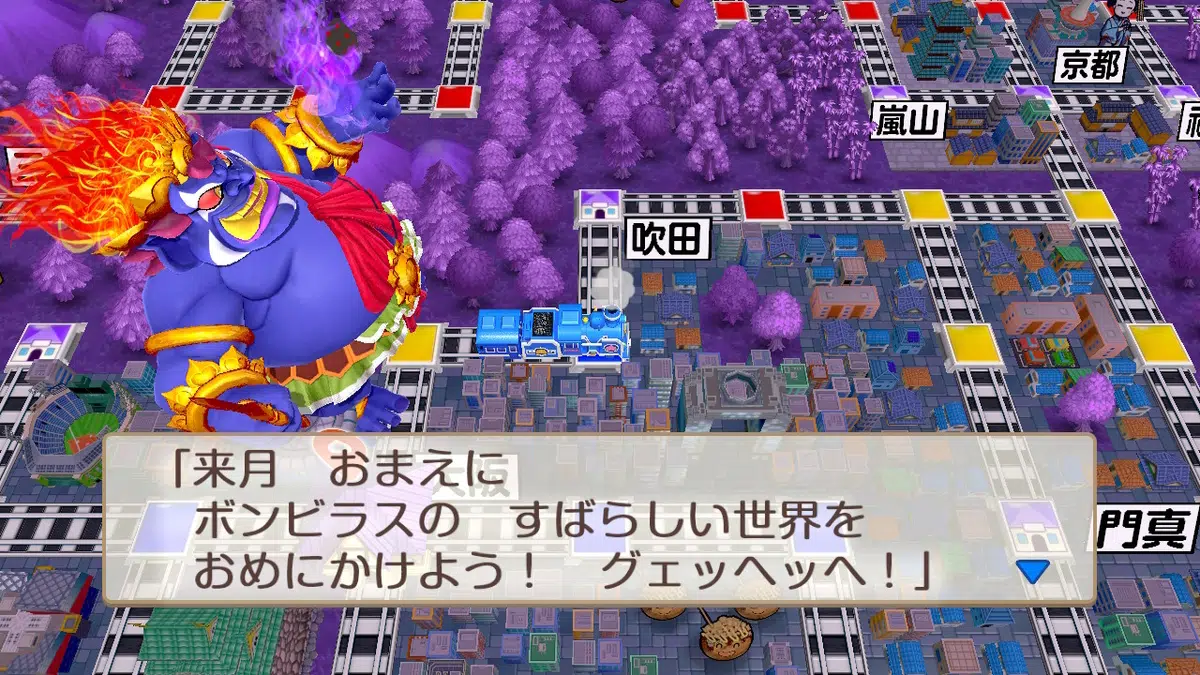 京都
嵐山
吹田
門真
「来月　おまえに
ボンビラスの　すばらしい世界を
おめにかけよう！　グェッヘッヘ！」